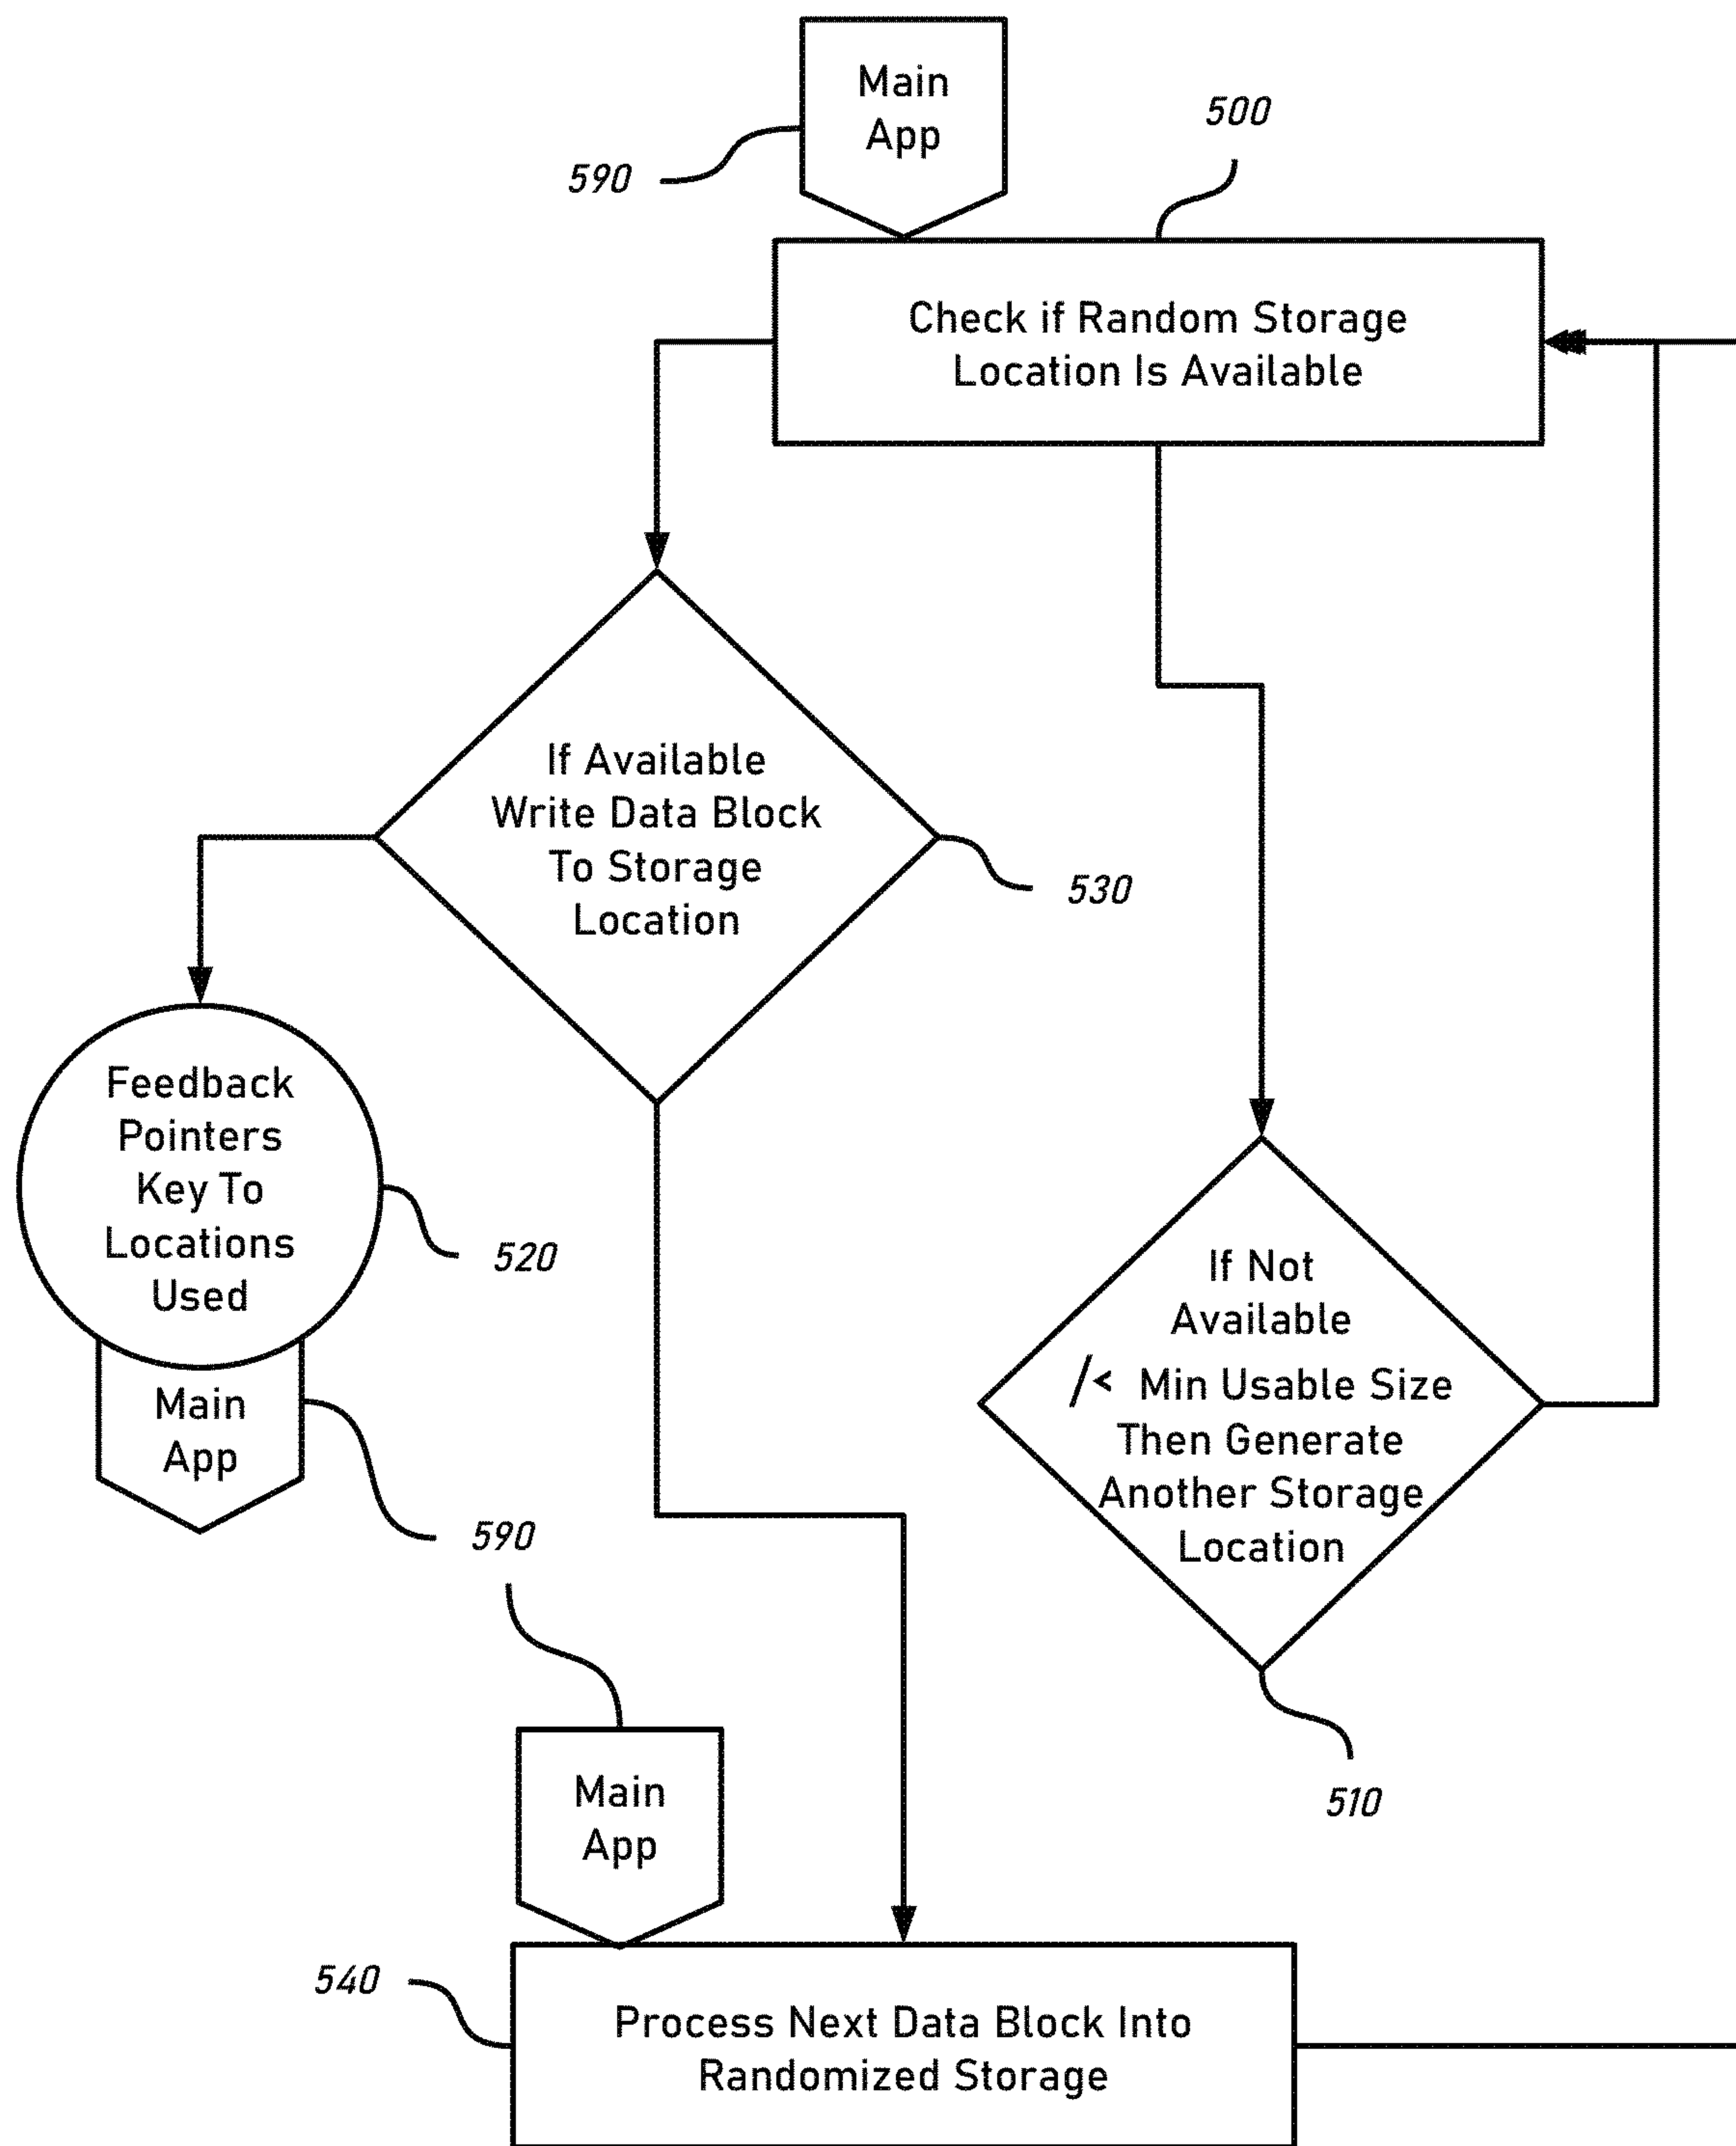 Main
App
500
590
Check if Random Storage
Location Is Available
If Available
Write Data Block
To Storage
Location
530
Feedback
Pointers
Key To
Locations
Used
520
Main
App
590
If Not
Available
/< Min Usable Size
Then Generate
Another Storage
Location
510
Main
App
540
Process Next Data Block Into
Randomized Storage